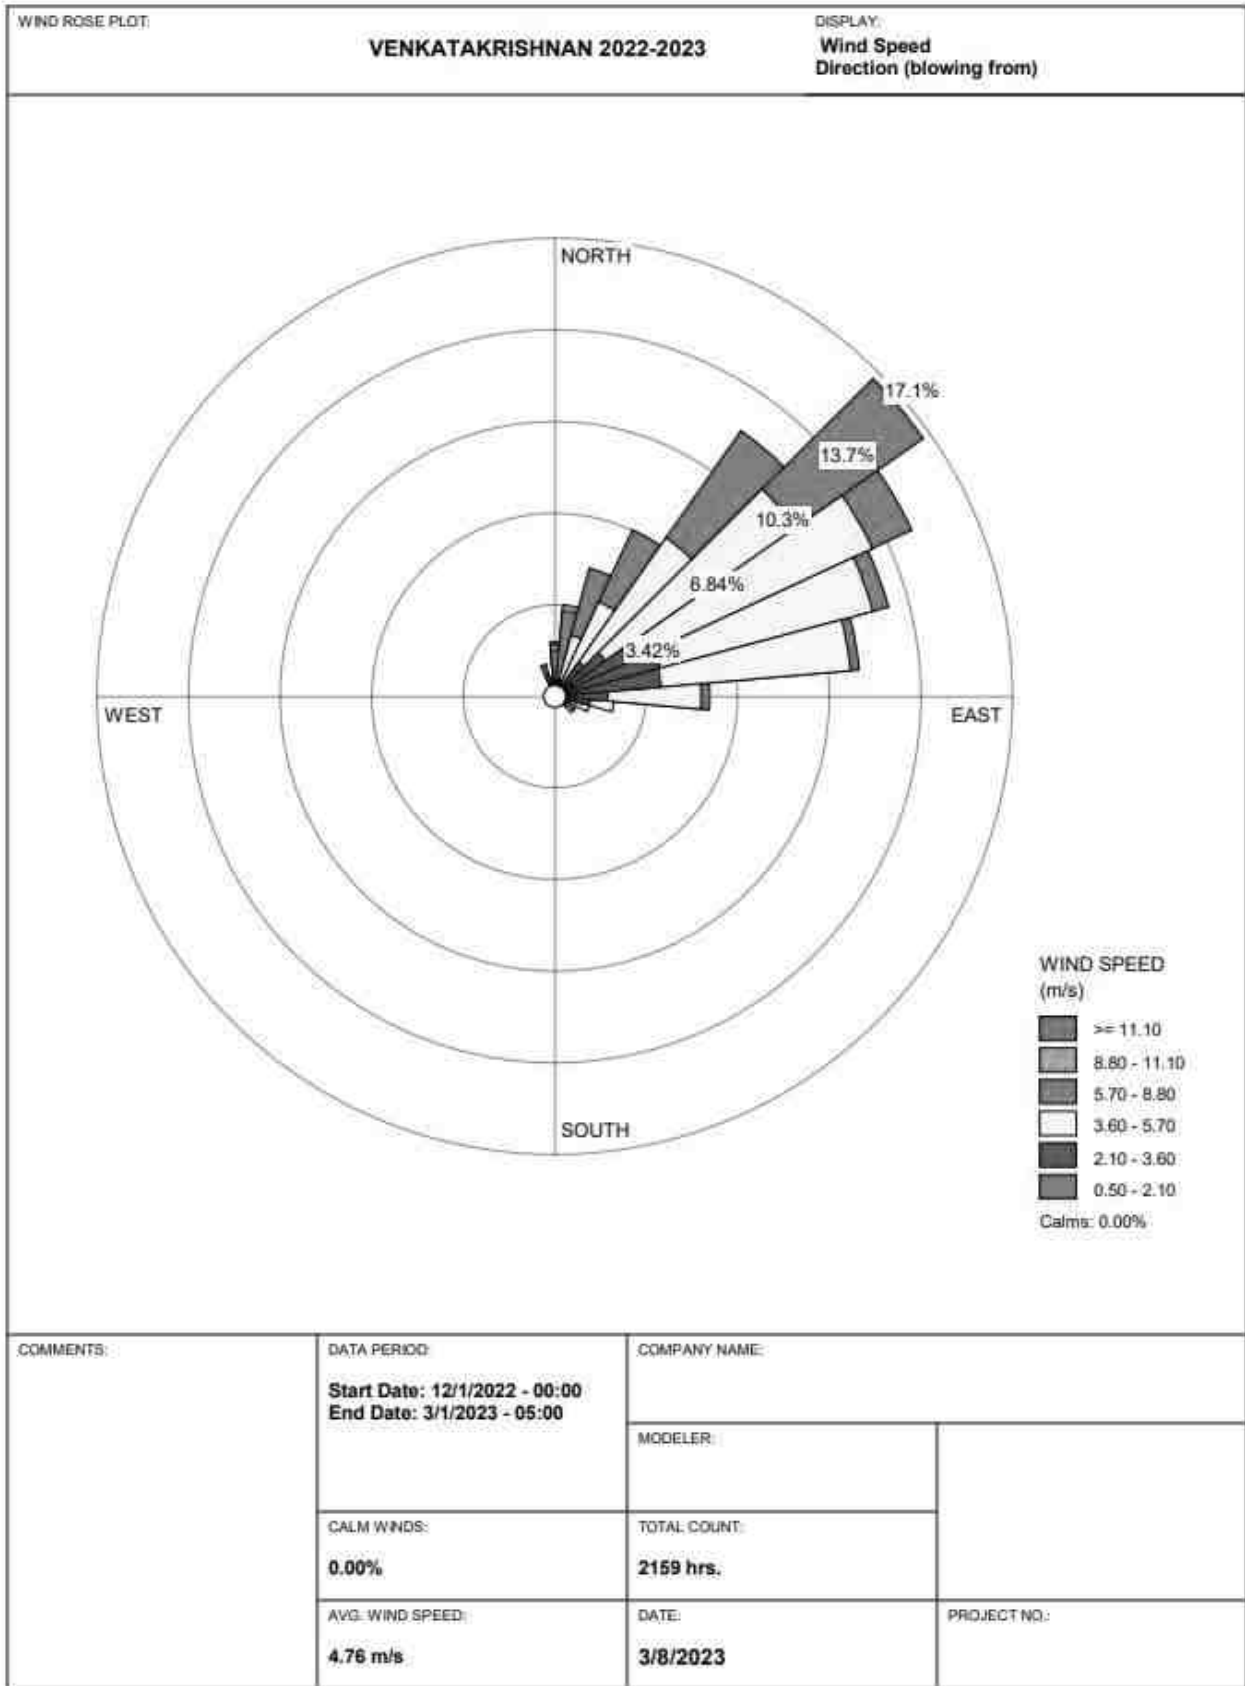 WIND ROSE PLOT:
VENKATAKRISHNAN 2022-2023
DISPLAY:
Wind Speed
Direction (blowing from)
NORTH
17.1%
13.7%
10.3%
6.84%
3.42%
WEST
EAST
SOUTH
WIND SPEED
(m/s)
>= 11.10
8.80 - 11.10
5.70 - 8.80
3.60 - 5.70
2.10 - 3.60
0.50 - 2.10
Calms: 0.00%
COMMENTS:
DATA PERIOD:
Start Date: 12/1/2022 - 00:00
End Date: 3/1/2023 - 05:00
COMPANY NAME:
MODELER:
CALM WINDS:
0.00%
TOTAL COUNT:
2159 hrs.
AVG. WIND SPEED:
4.76 m/s
DATE:
3/8/2023
PROJECT NO.: